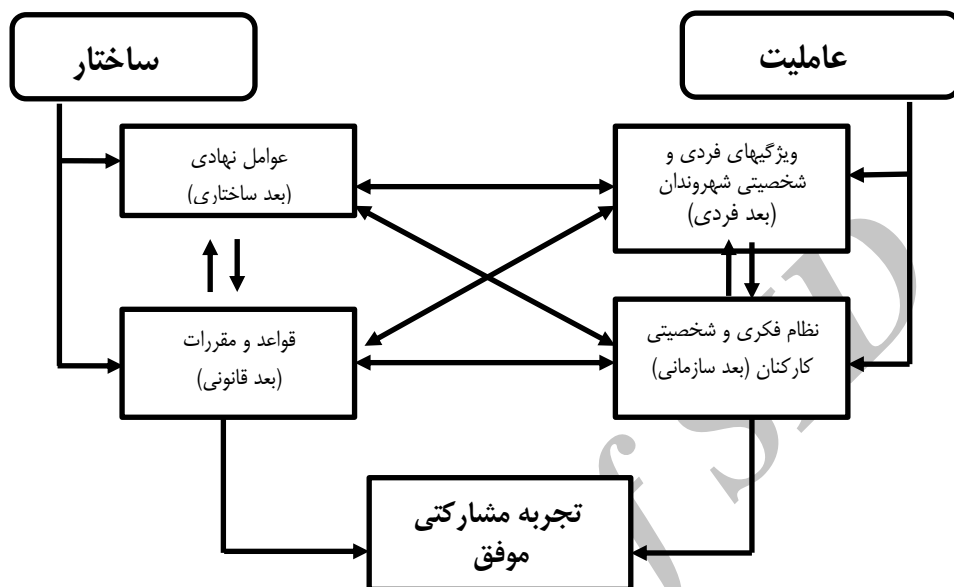 عاملیت
ساختار
ویژگیهای فردی و
شخصیتی شهروندان
(بعد فردی)
عوامل نهادی
(بعد ساختاری)
نظام فکری و شخصیتی
کارکنان (بعد سازمانی)
قواعد و مقررات
(بعد قانونی)
تجربه مشارکتی
موفق
f SID